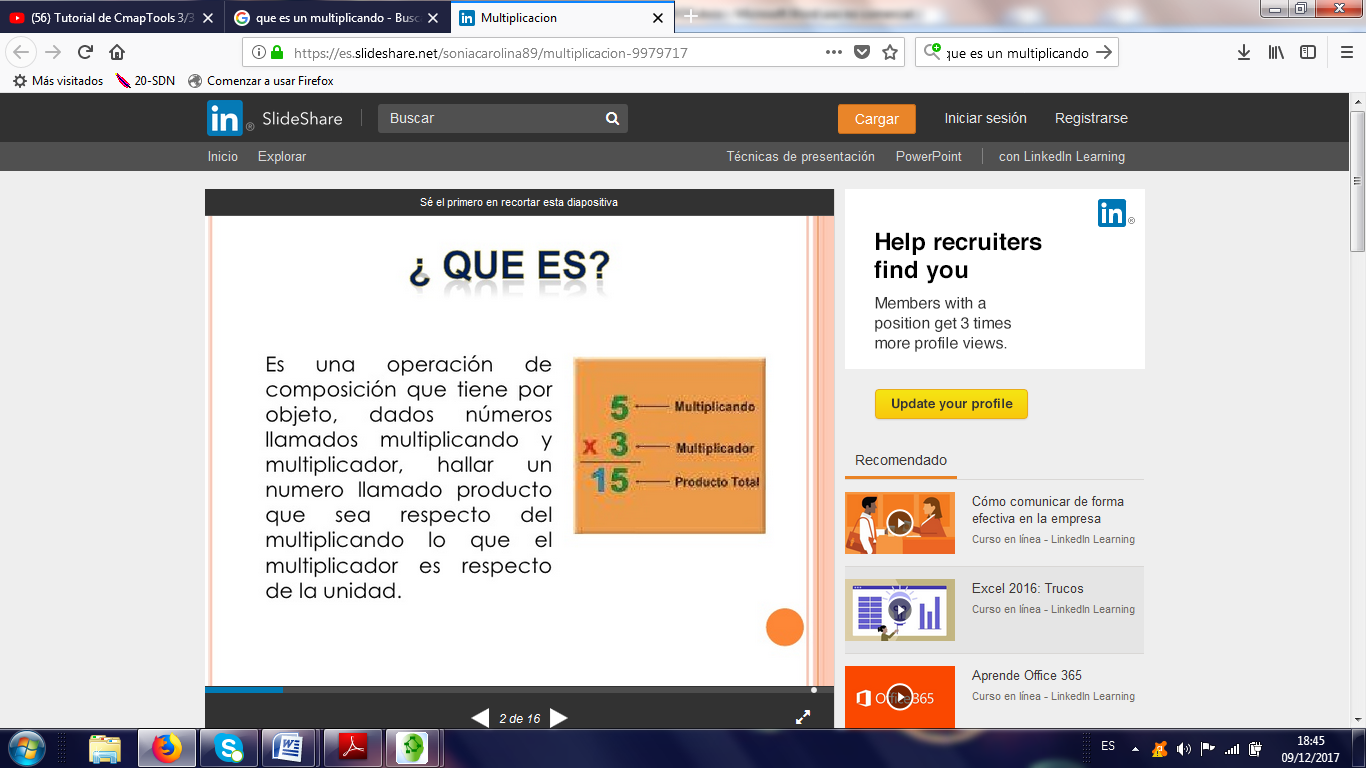 (56) Tutorial de CmapTools 3/3
que es un multiplicando - Busc
Multiplicacion
https://es.slideshare.net/soniacarolina89/multiplicacion-9979717
que es un multiplicando
Más visitados
20-SDN
Comenzar a usar Firefox
in SlideShare
Buscar
Cargar
Iniciar sesión
Registrarse
Inicio
Explorar
Técnicas de presentación
PowerPoint
con LinkedIn Learning
Sé el primero en recortar esta diapositiva
¿ QUE ES?
Es una operación de
composición que tiene por
objeto, dados números
llamados multiplicando y
multiplicador, hallar un
numero llamado producto
que sea respecto del
multiplicando lo que el
multiplicador es respecto
de la unidad.
5 Multiplicando
x 3 Multiplicador
15 Producto Total
2 de 16
in
Help recruiters
find you
Members with a
position get 3 times
more profile views.
Update your profile
Recomendado
Cómo comunicar de forma
efectiva en la empresa
Curso en línea - LinkedIn Learning
Excel 2016: Trucos
Curso en línea - LinkedIn Learning
Office 365
Aprende Office 365
Curso en línea - LinkedIn Learning
ES
18:45
09/12/2017